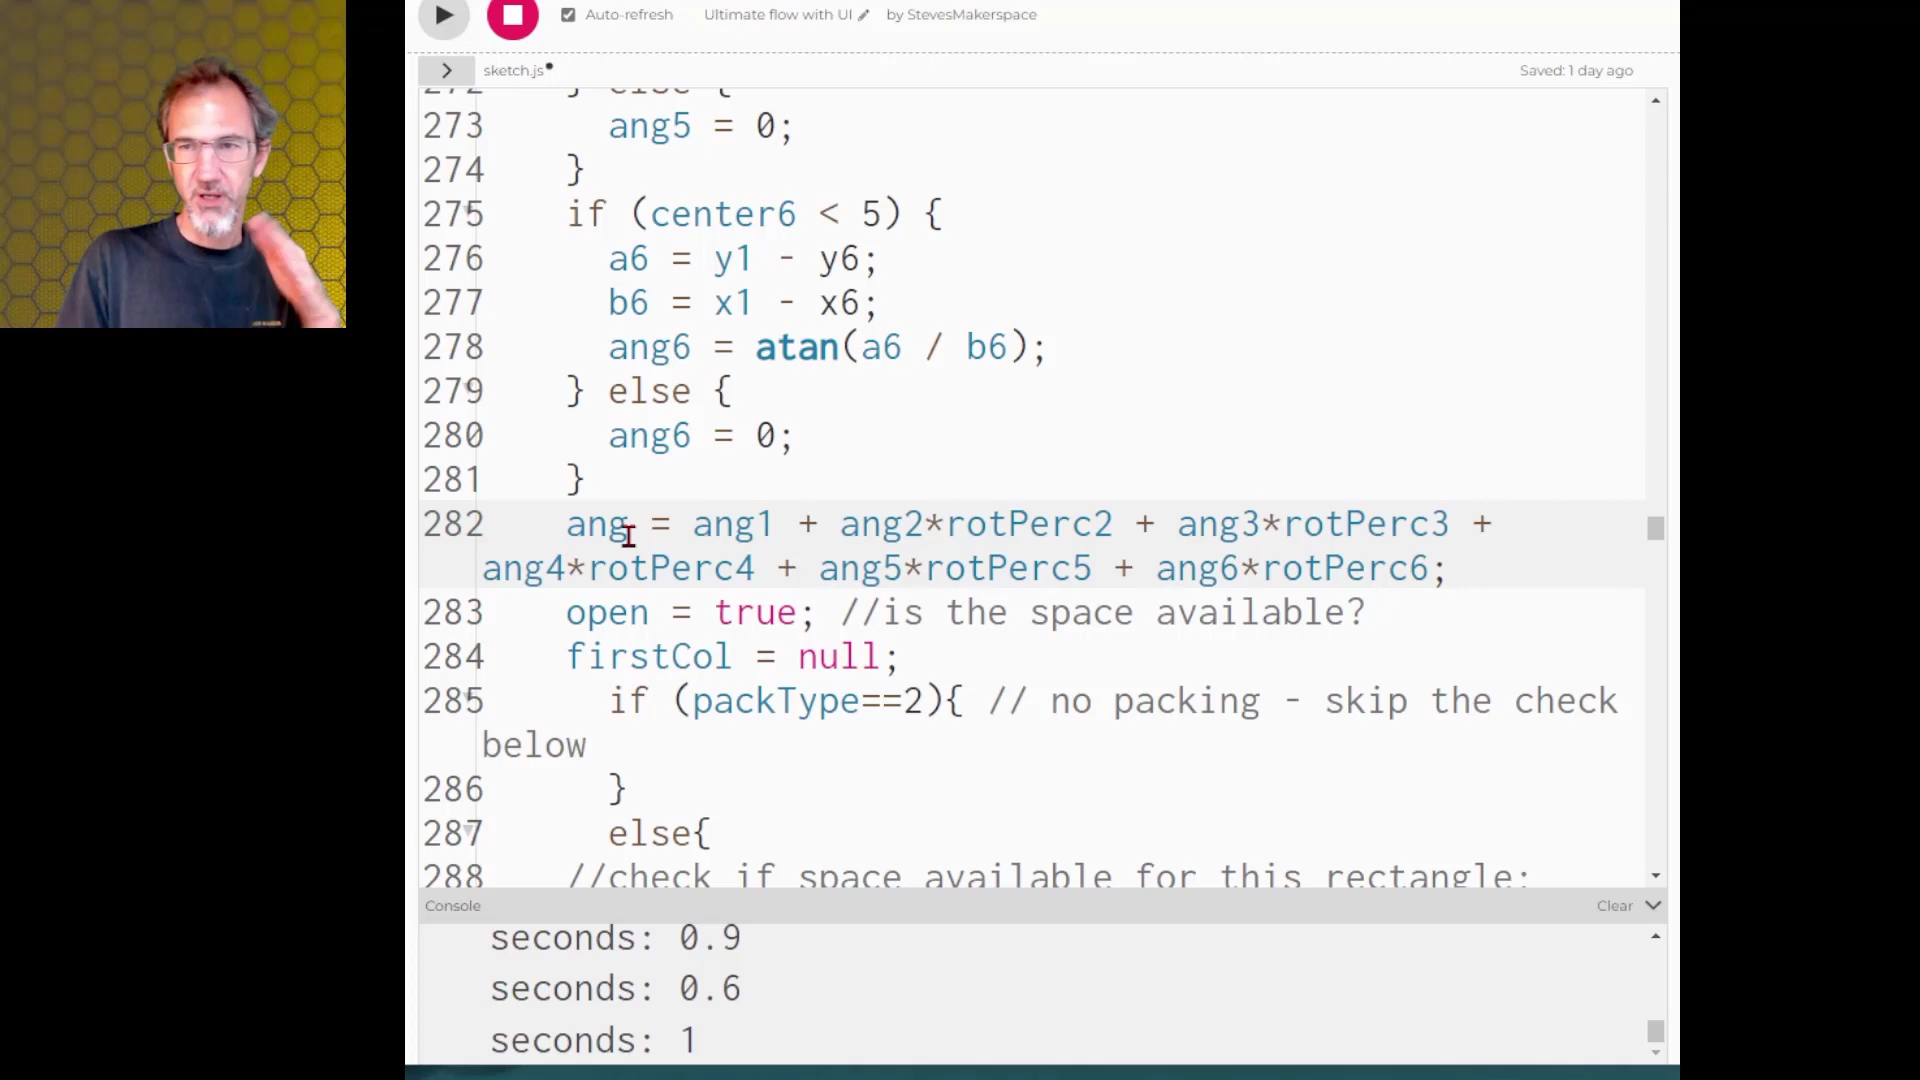 Auto-refresh Ultimate flow with UI by StevesMakerspace
sketch.js Saved: 1 day ago
272 } else {
273 ang5 = 0;
274 }
275 if (center6 < 5) {
276 a6 = y1 - y6;
277 b6 = x1 - x6;
278 ang6 = atan(a6 / b6);
279 } else {
280 ang6 = 0;
281 }
282 ang = ang1 + ang2*rotPerc2 + ang3*rotPerc3 +
ang4*rotPerc4 + ang5*rotPerc5 + ang6*rotPerc6;
283 open = true; //is the space available?
284 firstCol = null;
285 if (packType==2){ // no packing - skip the check
below
286 }
287 else{
288 //check if space available for this rectangle:
Console Clear
seconds: 0.9
seconds: 0.6
seconds: 1